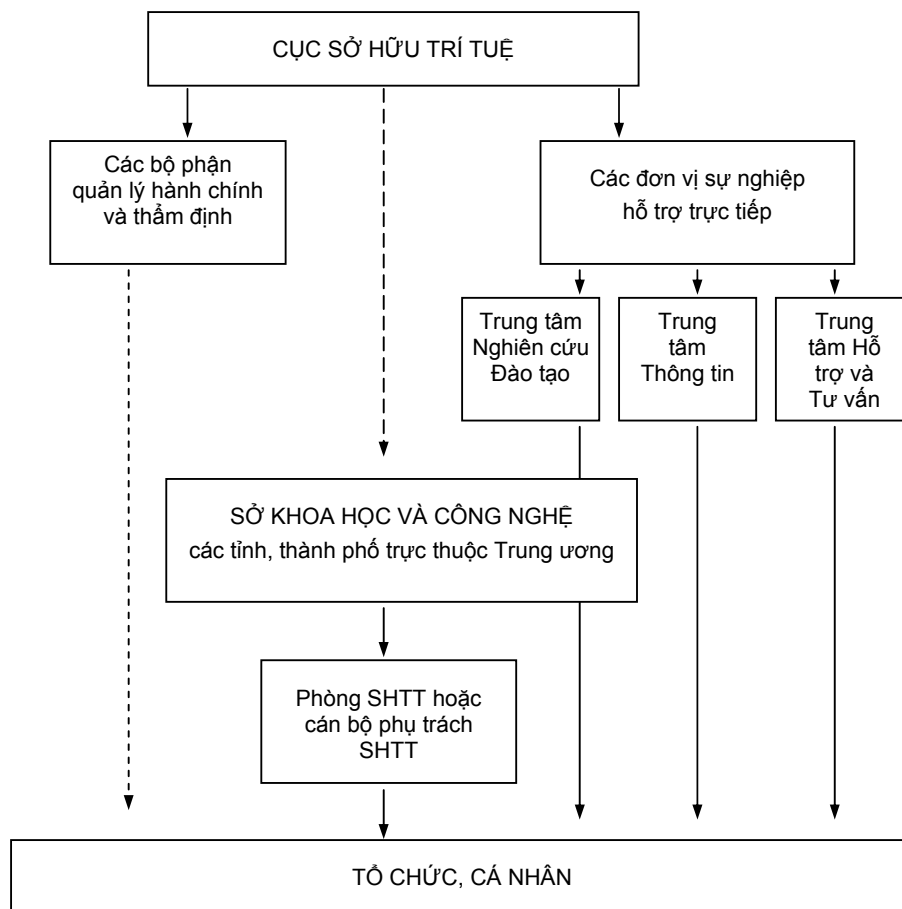 CỤC SỞ HỮU TRÍ TUỆ
Các bộ phận
quản lý hành chính
và thẩm định
Các đơn vị sự nghiệp
hỗ trợ trực tiếp
Trung tâm
Nghiên cứu
Đào tạo
Trung
tâm
Thông tin
Trung
tâm Hỗ
trợ và
Tư vấn
SỞ KHOA HỌC VÀ CÔNG NGHỆ
các tỉnh, thành phố trực thuộc Trung ương
Phòng SHTT hoặc
cán bộ phụ trách
SHTT
TỔ CHỨC, CÁ NHÂN